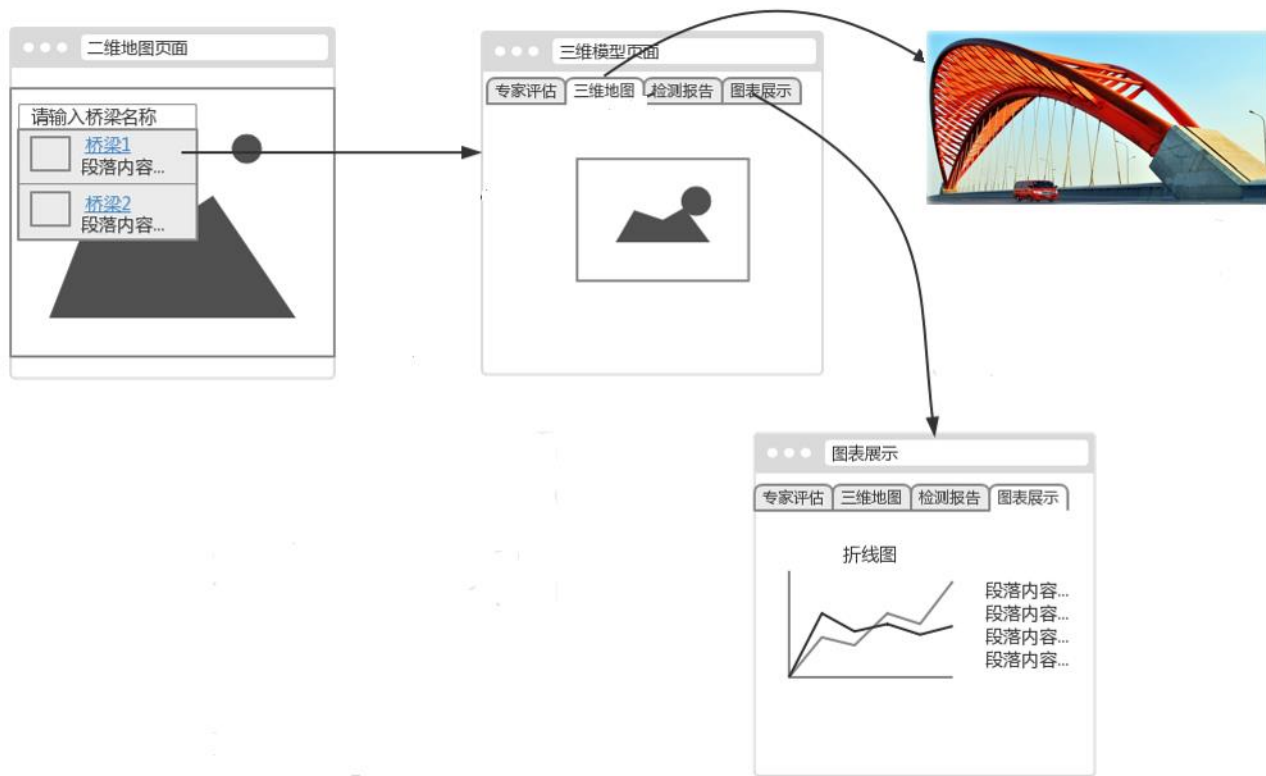 二维地图页面
请输入桥梁名称
桥梁1
段落内容...
桥梁2
段落内容...
三维模型页面
专家评估 三维地图 检测报告 图表展示
图表展示
专家评估 三维地图 检测报告 图表展示
折线图
段落内容...
段落内容...
段落内容...
段落内容...